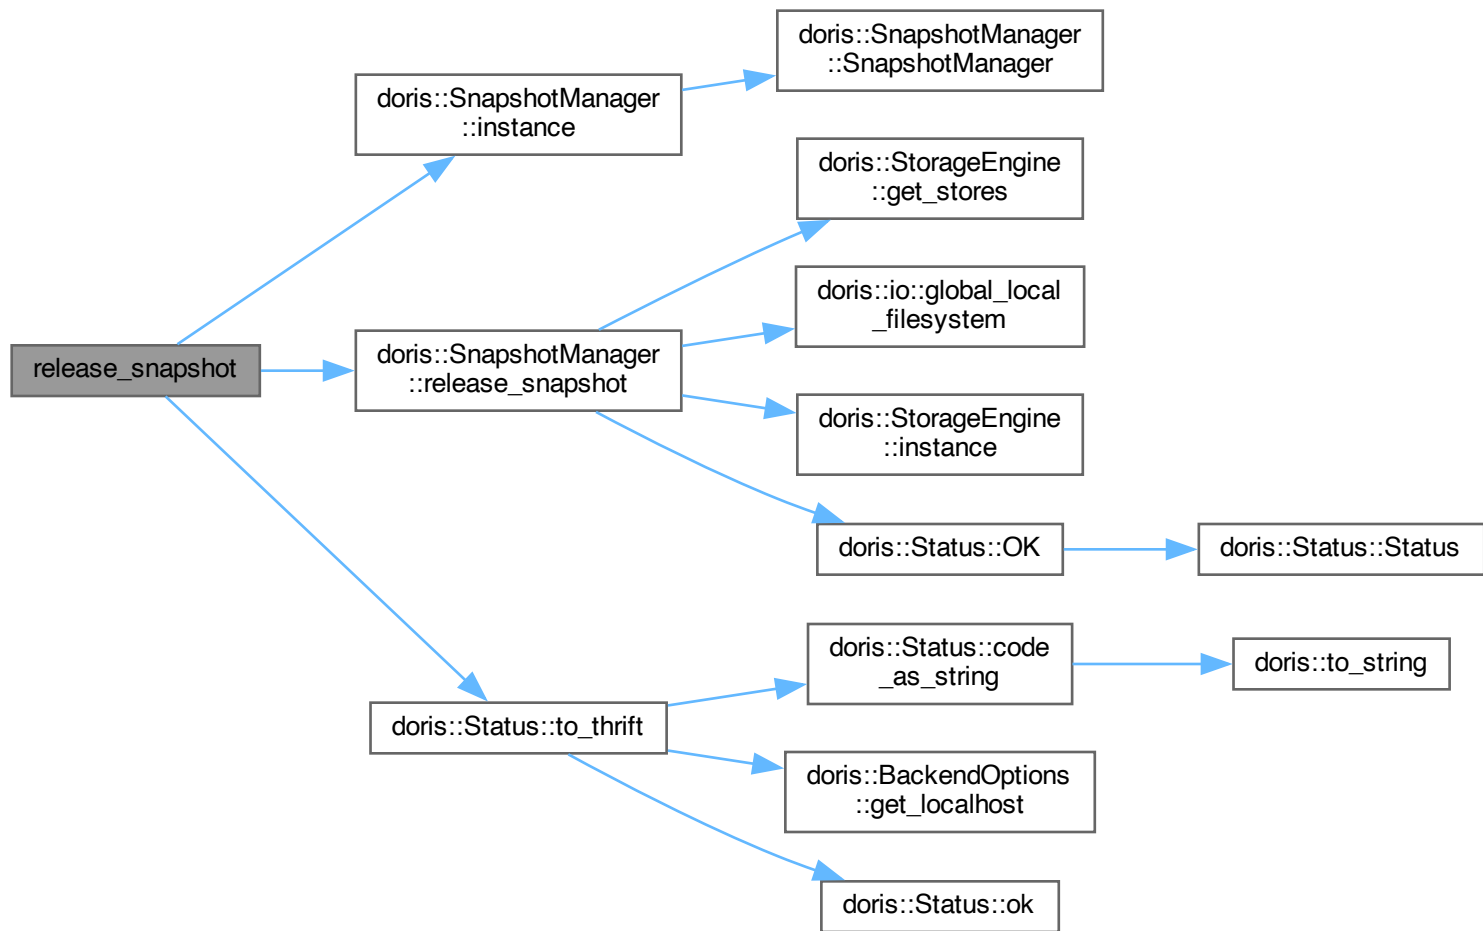 release_snapshot
doris::SnapshotManager
::instance
doris::SnapshotManager
::SnapshotManager
doris::SnapshotManager
::release_snapshot
doris::StorageEngine
::get_stores
doris::io::global_local
_filesystem
doris::StorageEngine
::instance
doris::Status::OK
doris::Status::Status
doris::Status::to_thrift
doris::Status::code
_as_string
doris::to_string
doris::BackendOptions
::get_localhost
doris::Status::ok